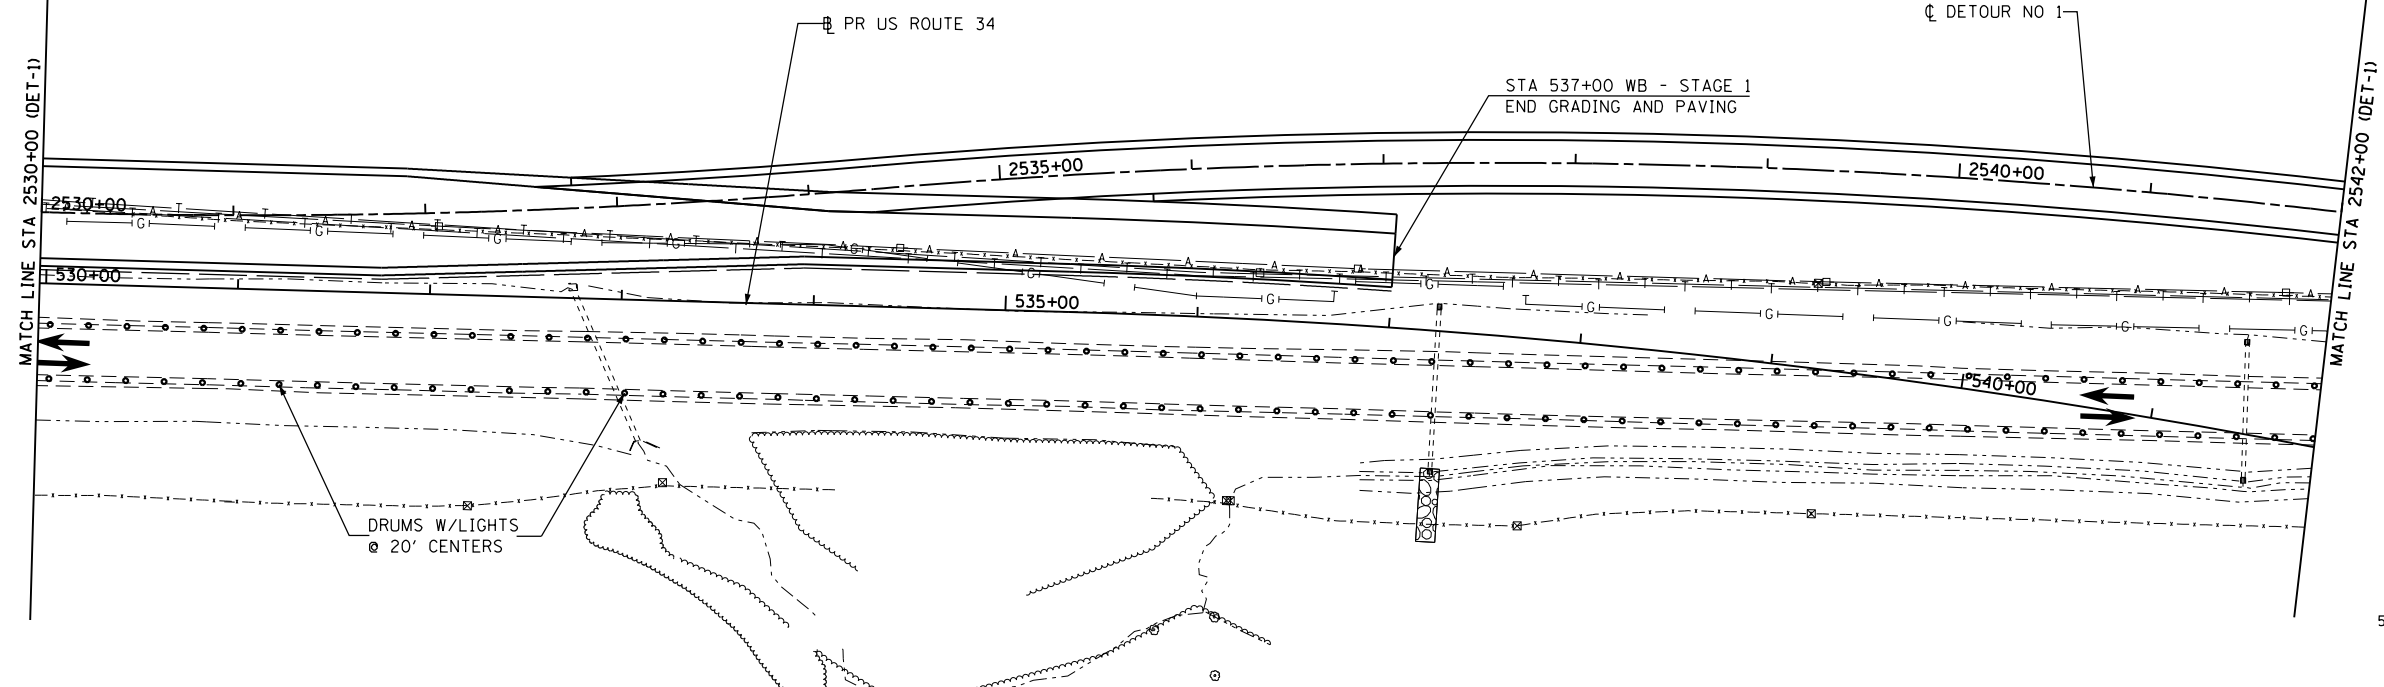 ℄ DETOUR NO 1
B PR US ROUTE 34
STA 537+00 WB - STAGE 1
END GRADING AND PAVING
MATCH LINE STA 2530+00 (DET-1)
MATCH LINE STA 2542+00 (DET-1)
2535+00
2540+00
2530+00
530+00
535+00
540+00
DRUMS W/LIGHTS
@ 20' CENTERS